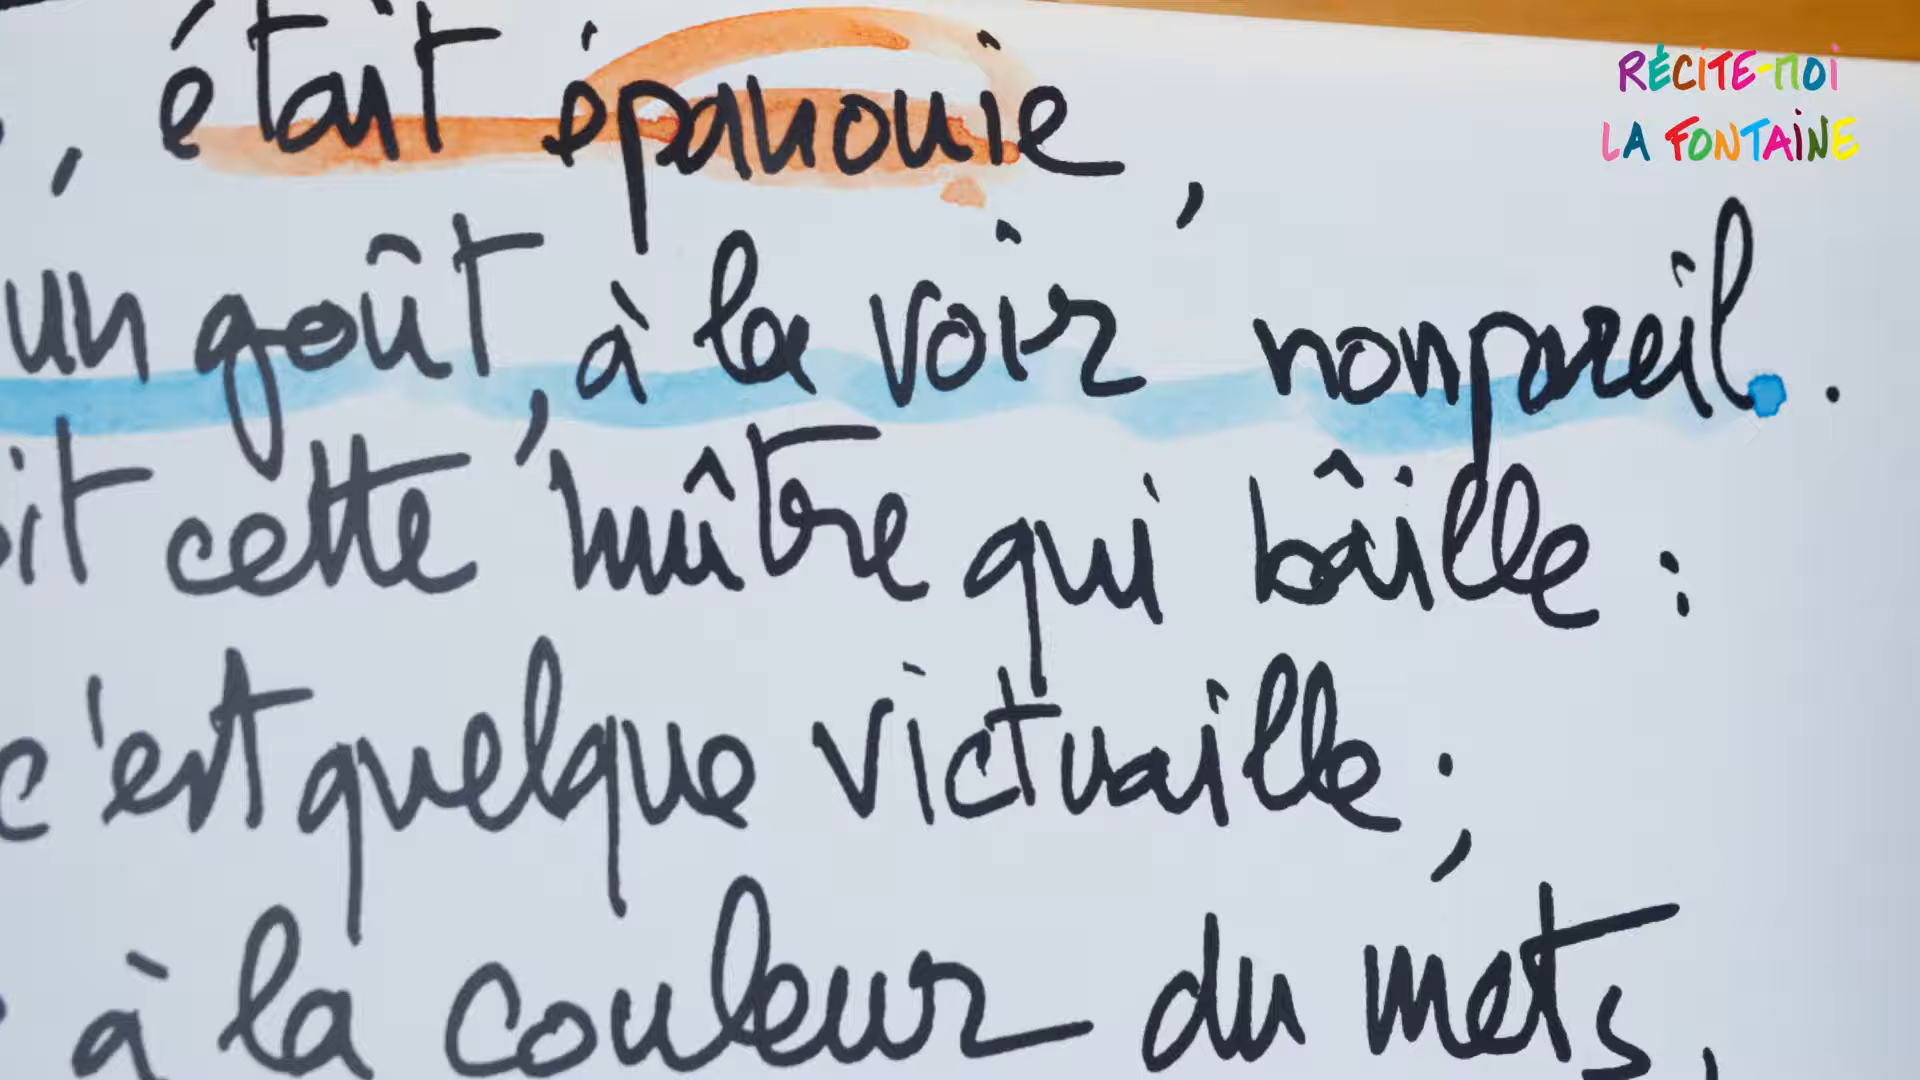 RÉCITE-MOI
LA FONTAINE
, était épanouie,
un goût, à la voir nonpareil.
oit cette huître qui bâille :
c'est quelque victuaille ;
à la couleur du mets,